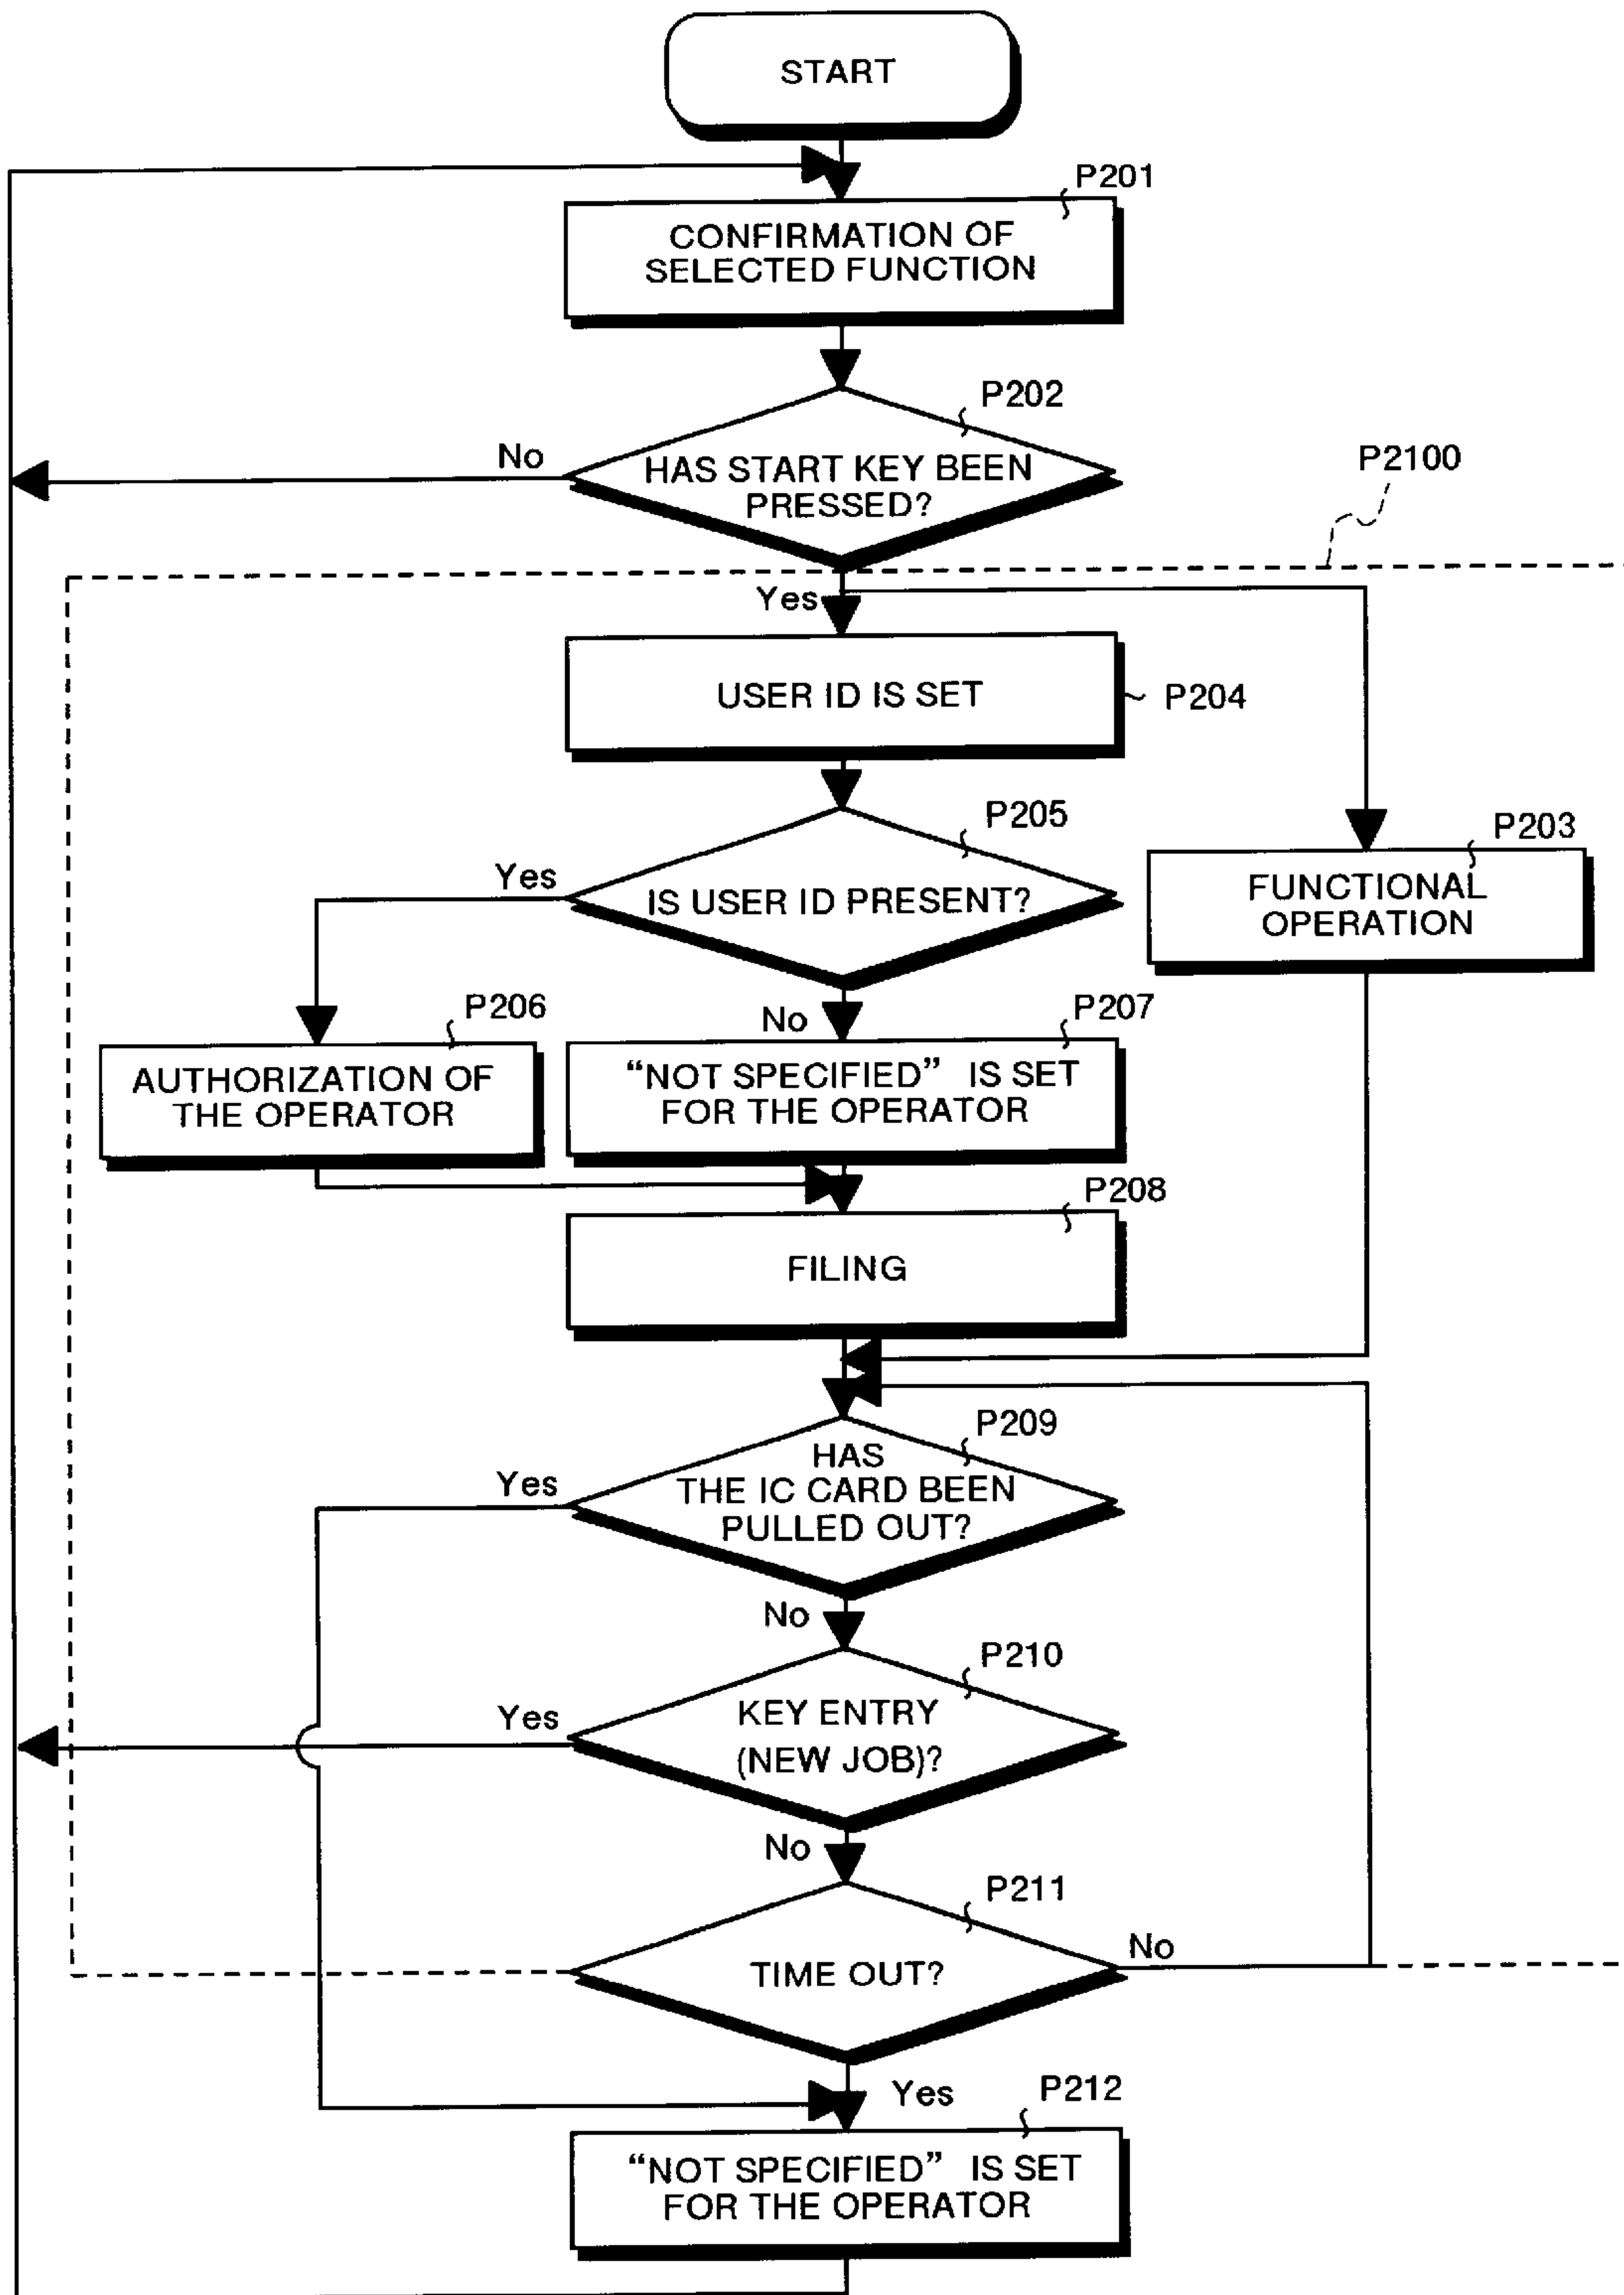 START
P201
CONFIRMATION OF
SELECTED FUNCTION
P202
No
HAS START KEY BEEN
PRESSED?
P2100
Yes
USER ID IS SET
P204
P205
Yes
IS USER ID PRESENT?
P203
FUNCTIONAL
OPERATION
P206
AUTHORIZATION OF
THE OPERATOR
No
P207
“NOT SPECIFIED” IS SET
FOR THE OPERATOR
P208
FILING
P209
Yes
HAS
THE IC CARD BEEN
PULLED OUT?
No
P210
Yes
KEY ENTRY
(NEW JOB)?
No
P211
TIME OUT?
No
Yes
P212
“NOT SPECIFIED” IS SET
FOR THE OPERATOR